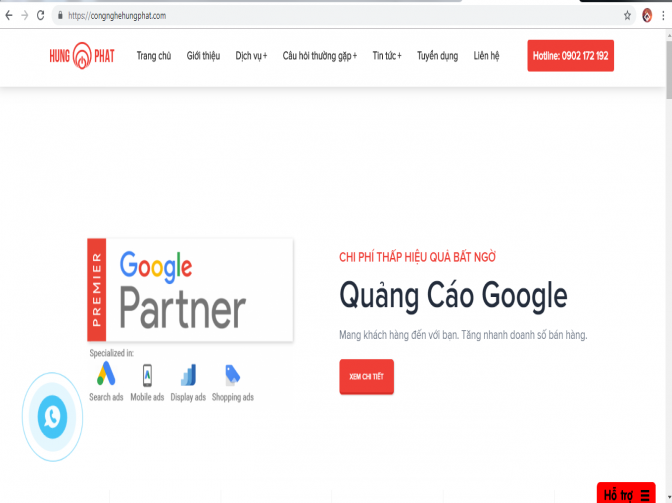 https://congnghehungphat.com
HUNG PHAT
Trang chủ
Giới thiệu
Dịch vụ +
Câu hỏi thường gặp +
Tin tức +
Tuyển dụng
Liên hệ
Hotline: 0902 172 192
PREMIER
Google
Partner
Specialized in:
Search ads
Mobile ads
Display ads
Shopping ads
CHI PHÍ THẤP HIỆU QUẢ BẤT NGỜ
Quảng Cáo Google
Mang khách hàng đến với bạn. Tăng nhanh doanh số bán hàng.
XEM CHI TIẾT
Hỗ trợ